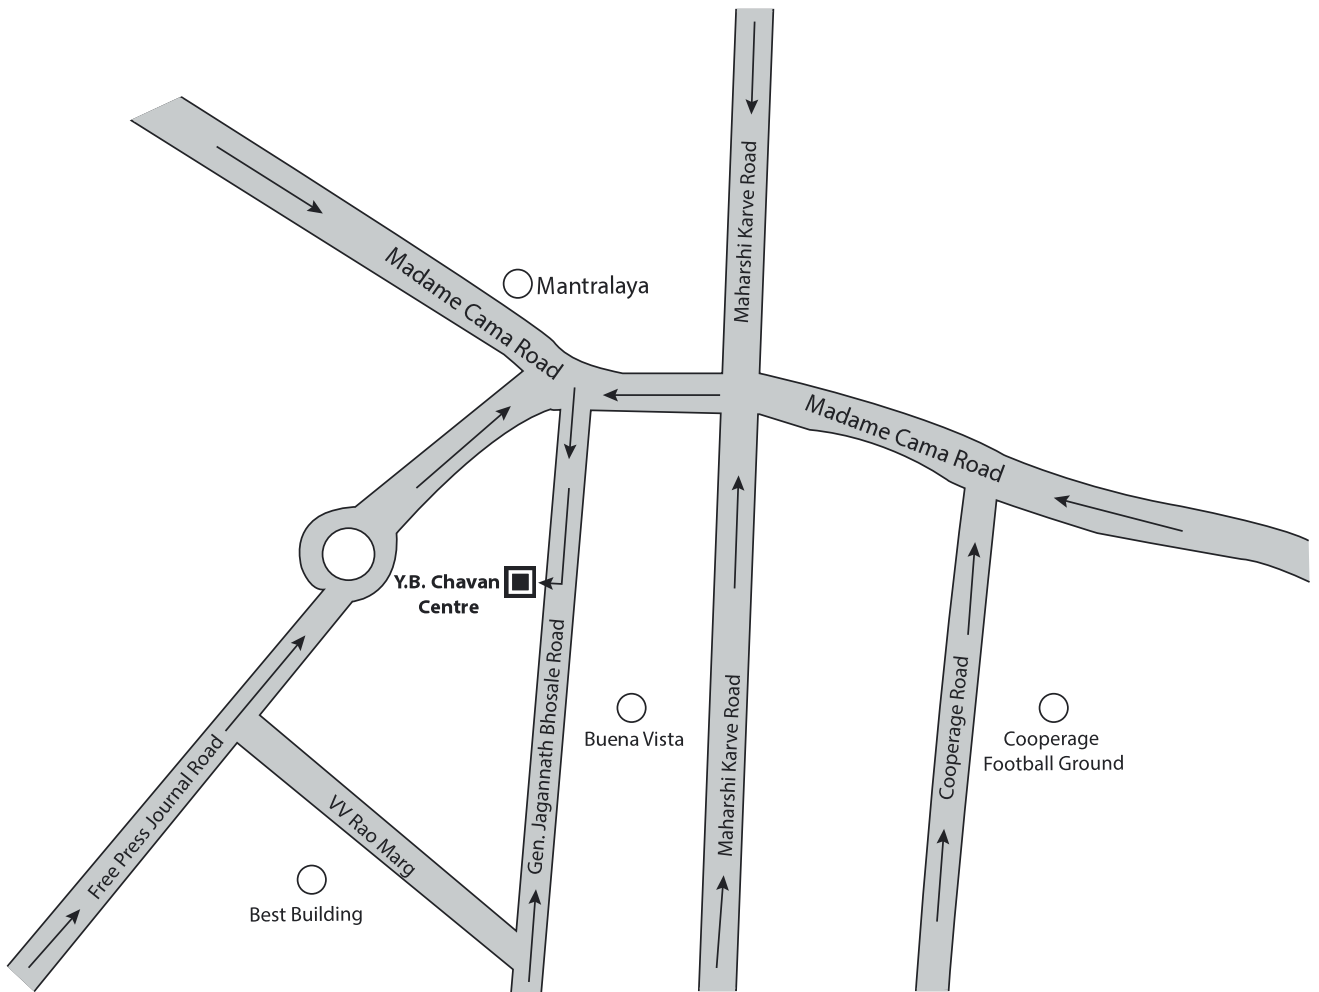 Maharshi Karve Road
Madame Cama Road
Mantralaya
Madame Cama Road
Y.B. Chavan
Centre
Gen. Jagannath Bhosale Road
Buena Vista
Maharshi Karve Road
Cooperage Road
Cooperage
Football Ground
Free Press Journal Road
VV Rao Marg
Best Building